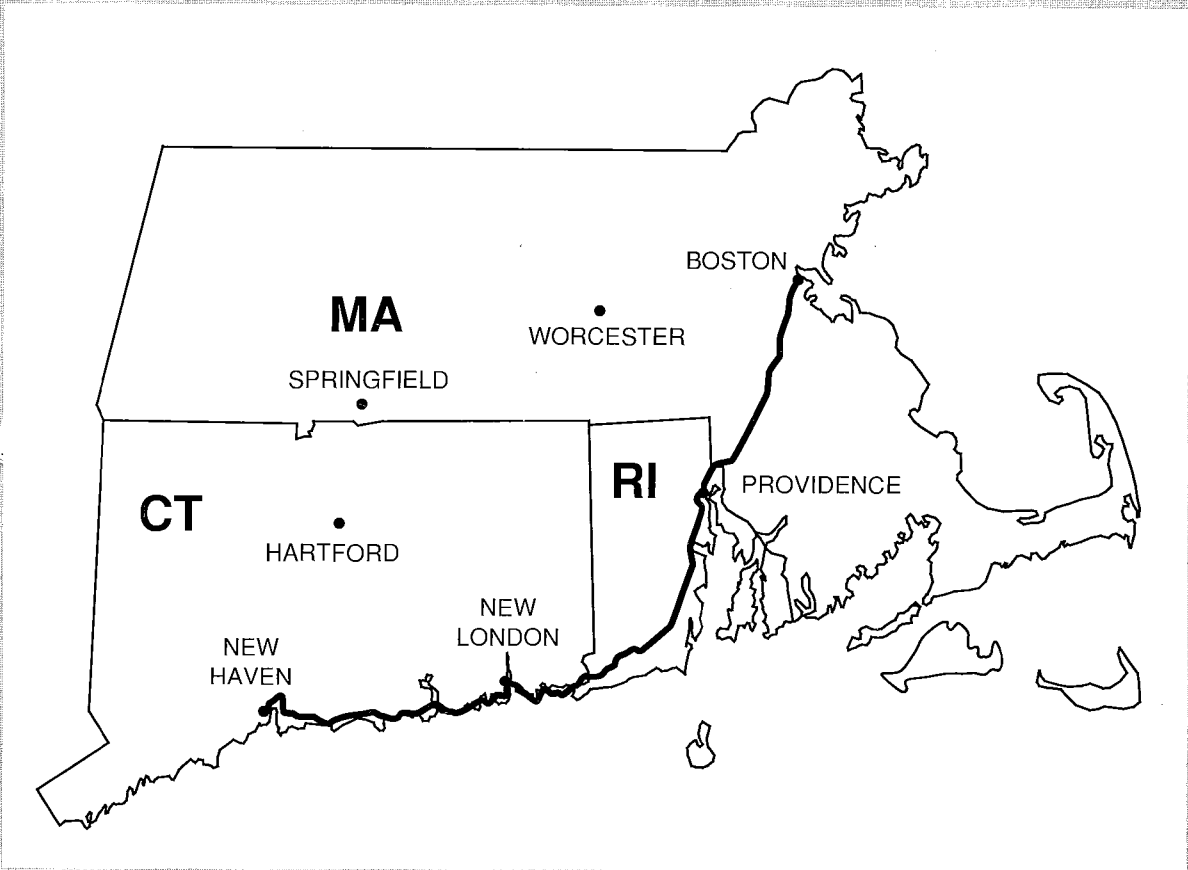 BOSTON
MA
WORCESTER
SPRINGFIELD
RI
PROVIDENCE
CT
HARTFORD
NEW
LONDON
NEW
HAVEN